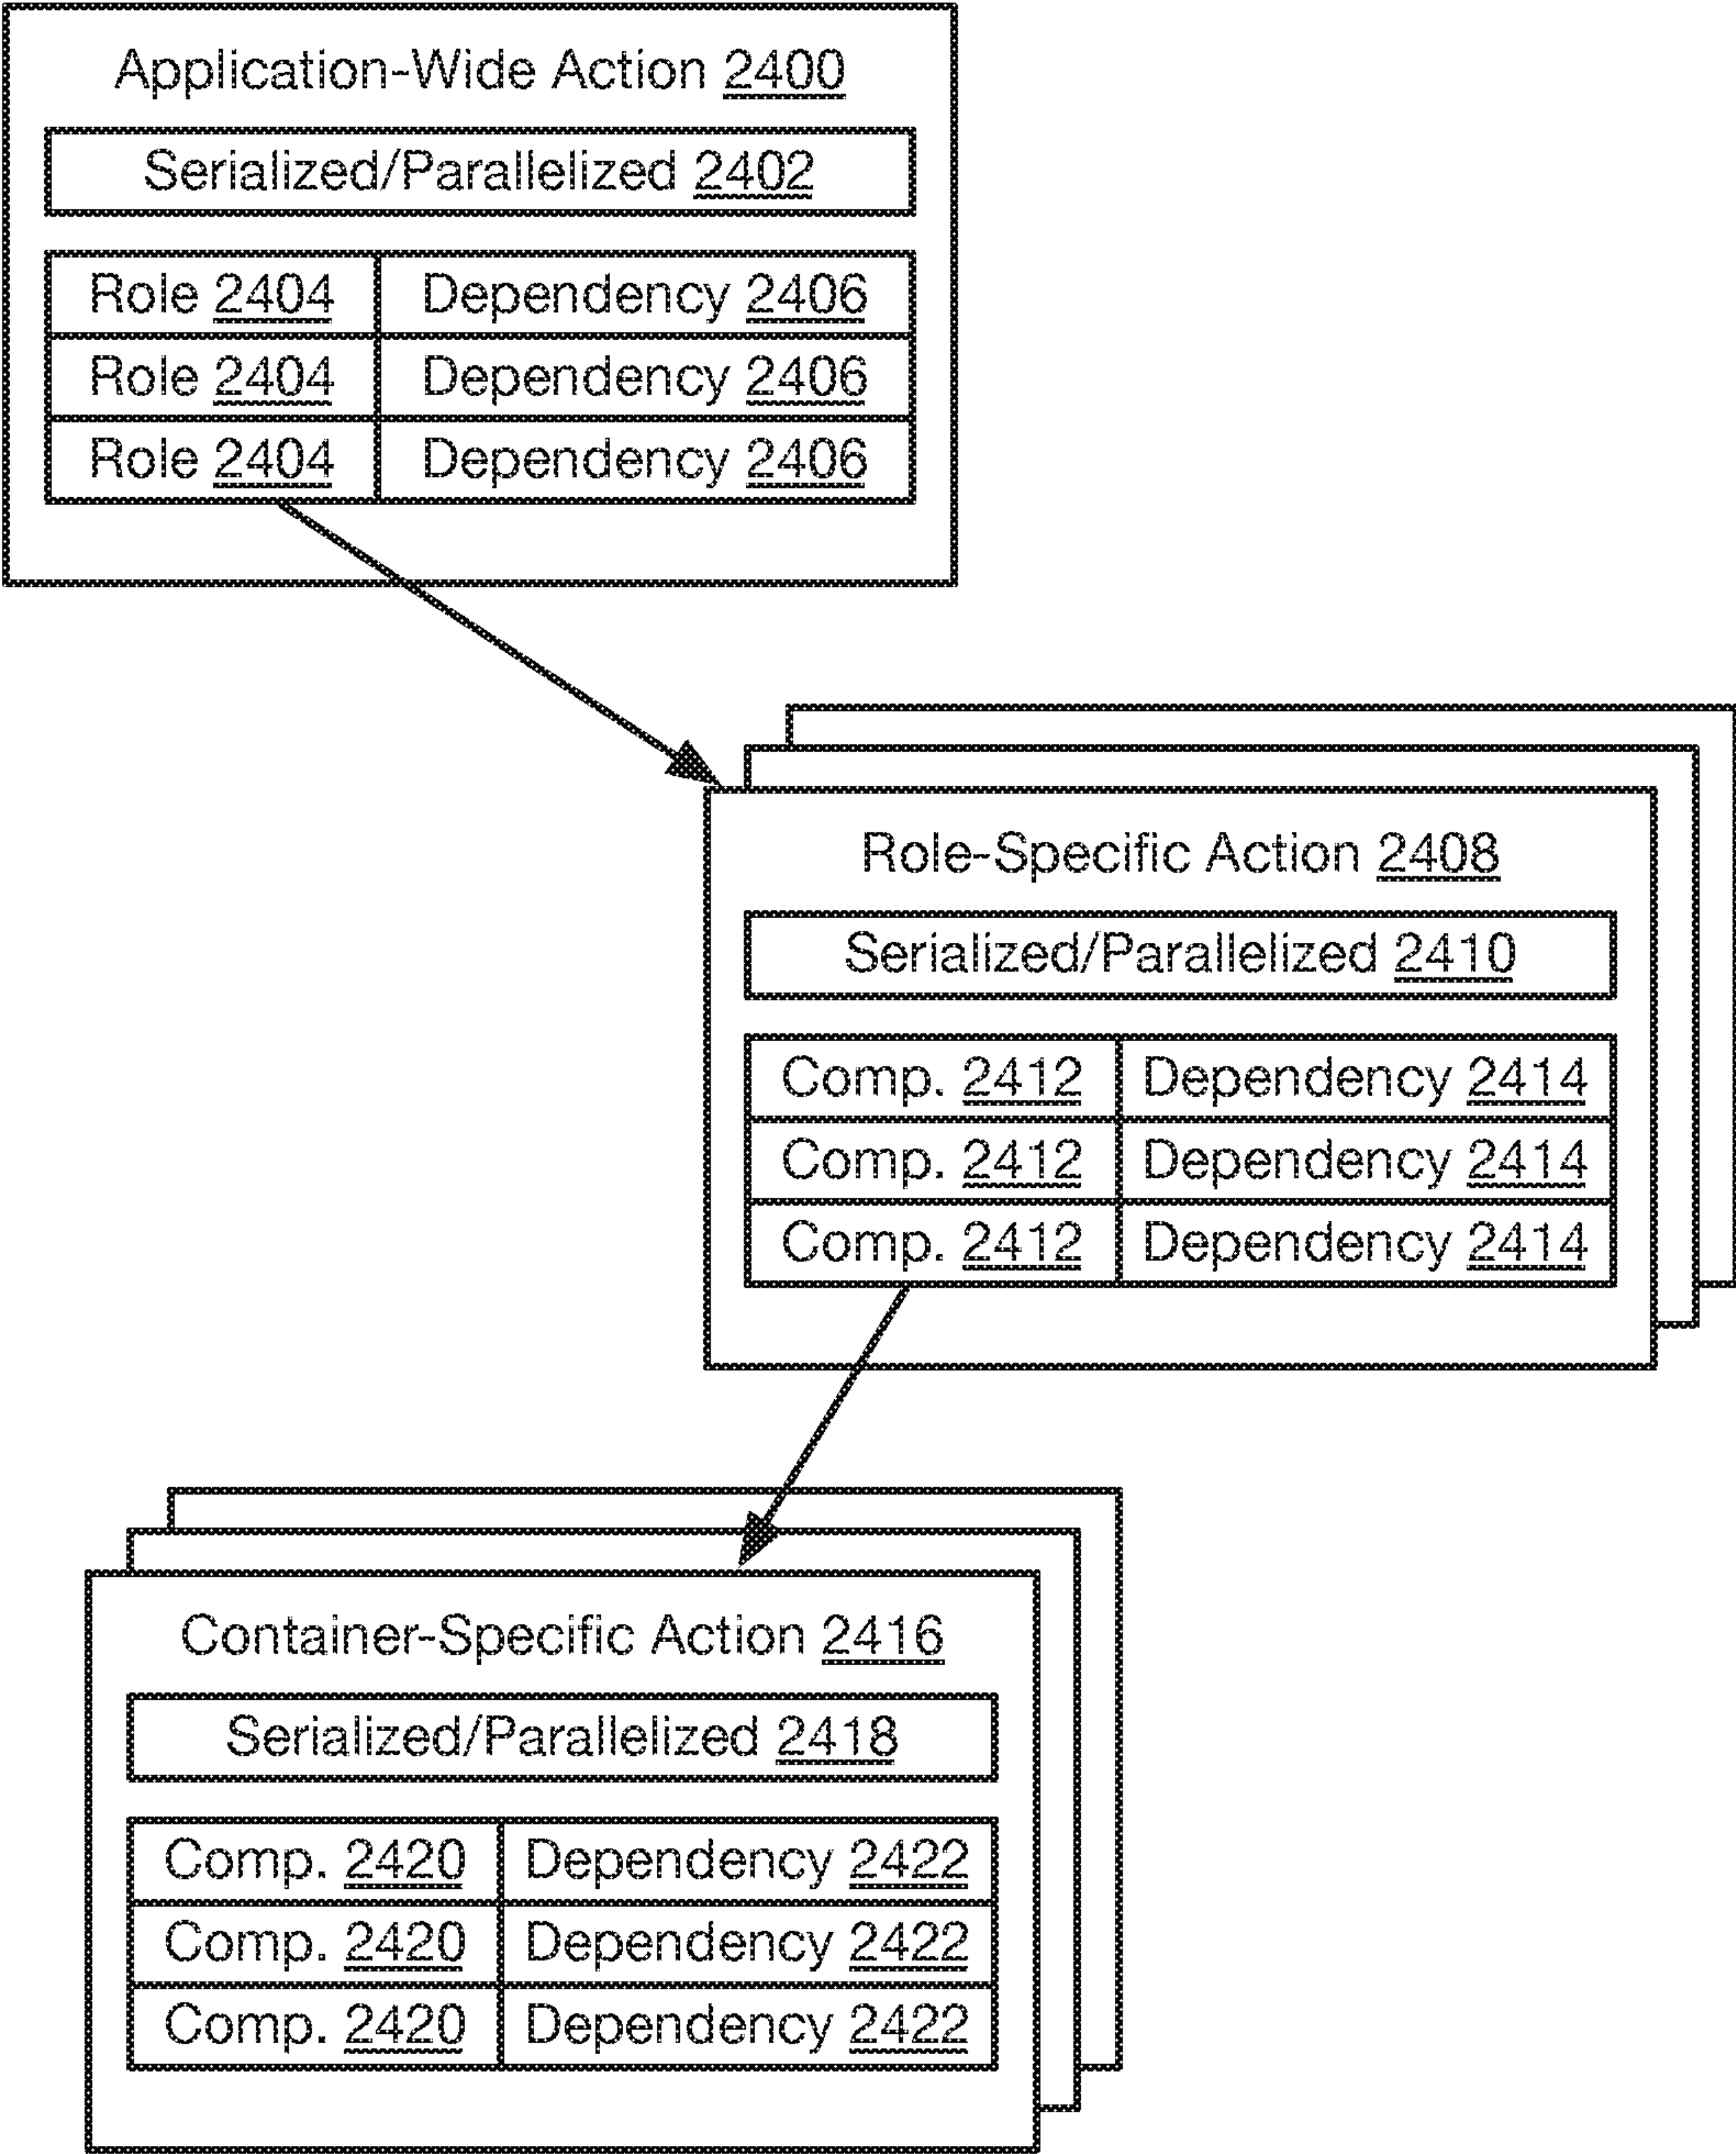 Application-Wide Action 2400
Serialized/Parallelized 2402
Role 2404 Dependency 2406
Role 2404 Dependency 2406
Role 2404 Dependency 2406
Role-Specific Action 2408
Serialized/Parallelized 2410
Comp. 2412 Dependency 2414
Comp. 2412 Dependency 2414
Comp. 2412 Dependency 2414
Container-Specific Action 2416
Serialized/Parallelized 2418
Comp. 2420 Dependency 2422
Comp. 2420 Dependency 2422
Comp. 2420 Dependency 2422